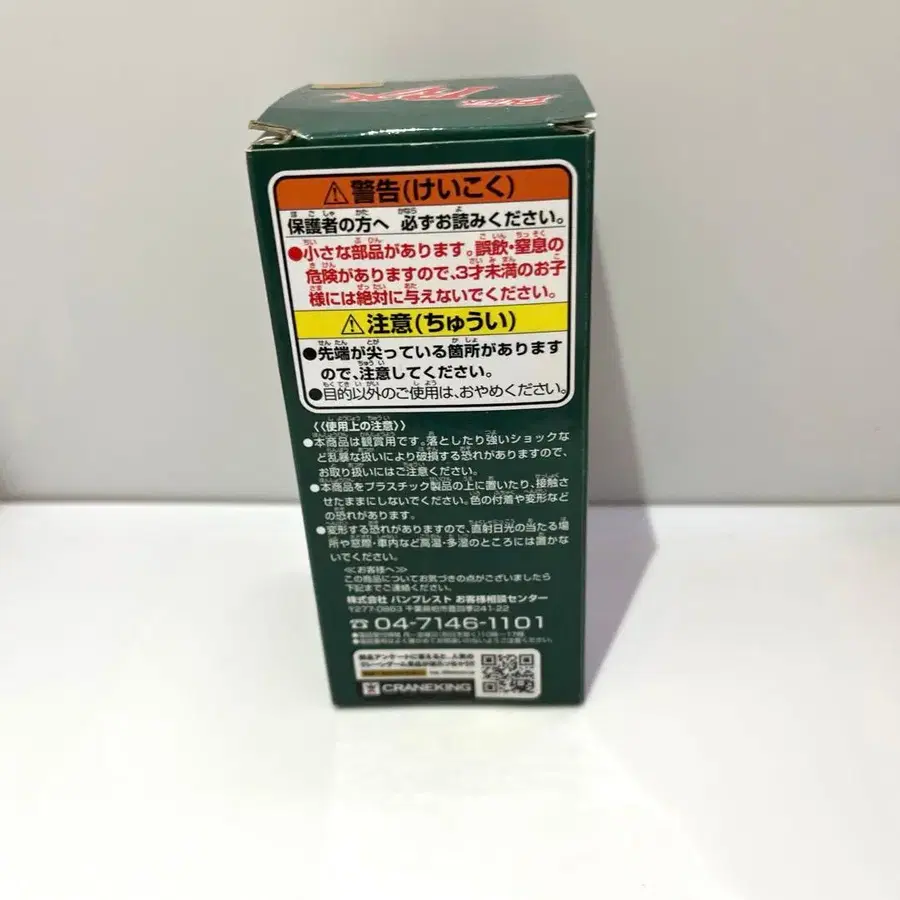 ⚠警告(けいこく)
保護者の方へ 必ずお読みください。
●小さな部品があります。誤飲・窒息の
危険がありますので、3才未満のお子
様には絶対に与えないでください。
⚠注意(ちゅうい)
●先端が尖っている箇所があります
ので、注意してください。
●目的以外のご使用は、おやめください。
《使用上の注意》
●本商品は観賞用です。落としたり強いショックな
ど乱暴な扱いにより破損する恐れがありますので、
お取り扱いにはご注意ください。
●本商品をプラスチック製品の上に置いたり、接触さ
せたままにしないでください。色の付着や変形など
の恐れがあります。
●変形する恐れがありますので、直射日光の当たる場
所や窓際・車内など高温・多湿のところには置かな
いでください。
≪お客様へ≫
この商品についてお気づきの点がございましたら
下記までご連絡ください。
株式会社 バンプレスト お客様相談センター
〒277-0863 千葉県柏市豊四季241-22
☎04-7146-1101
CRANEKING